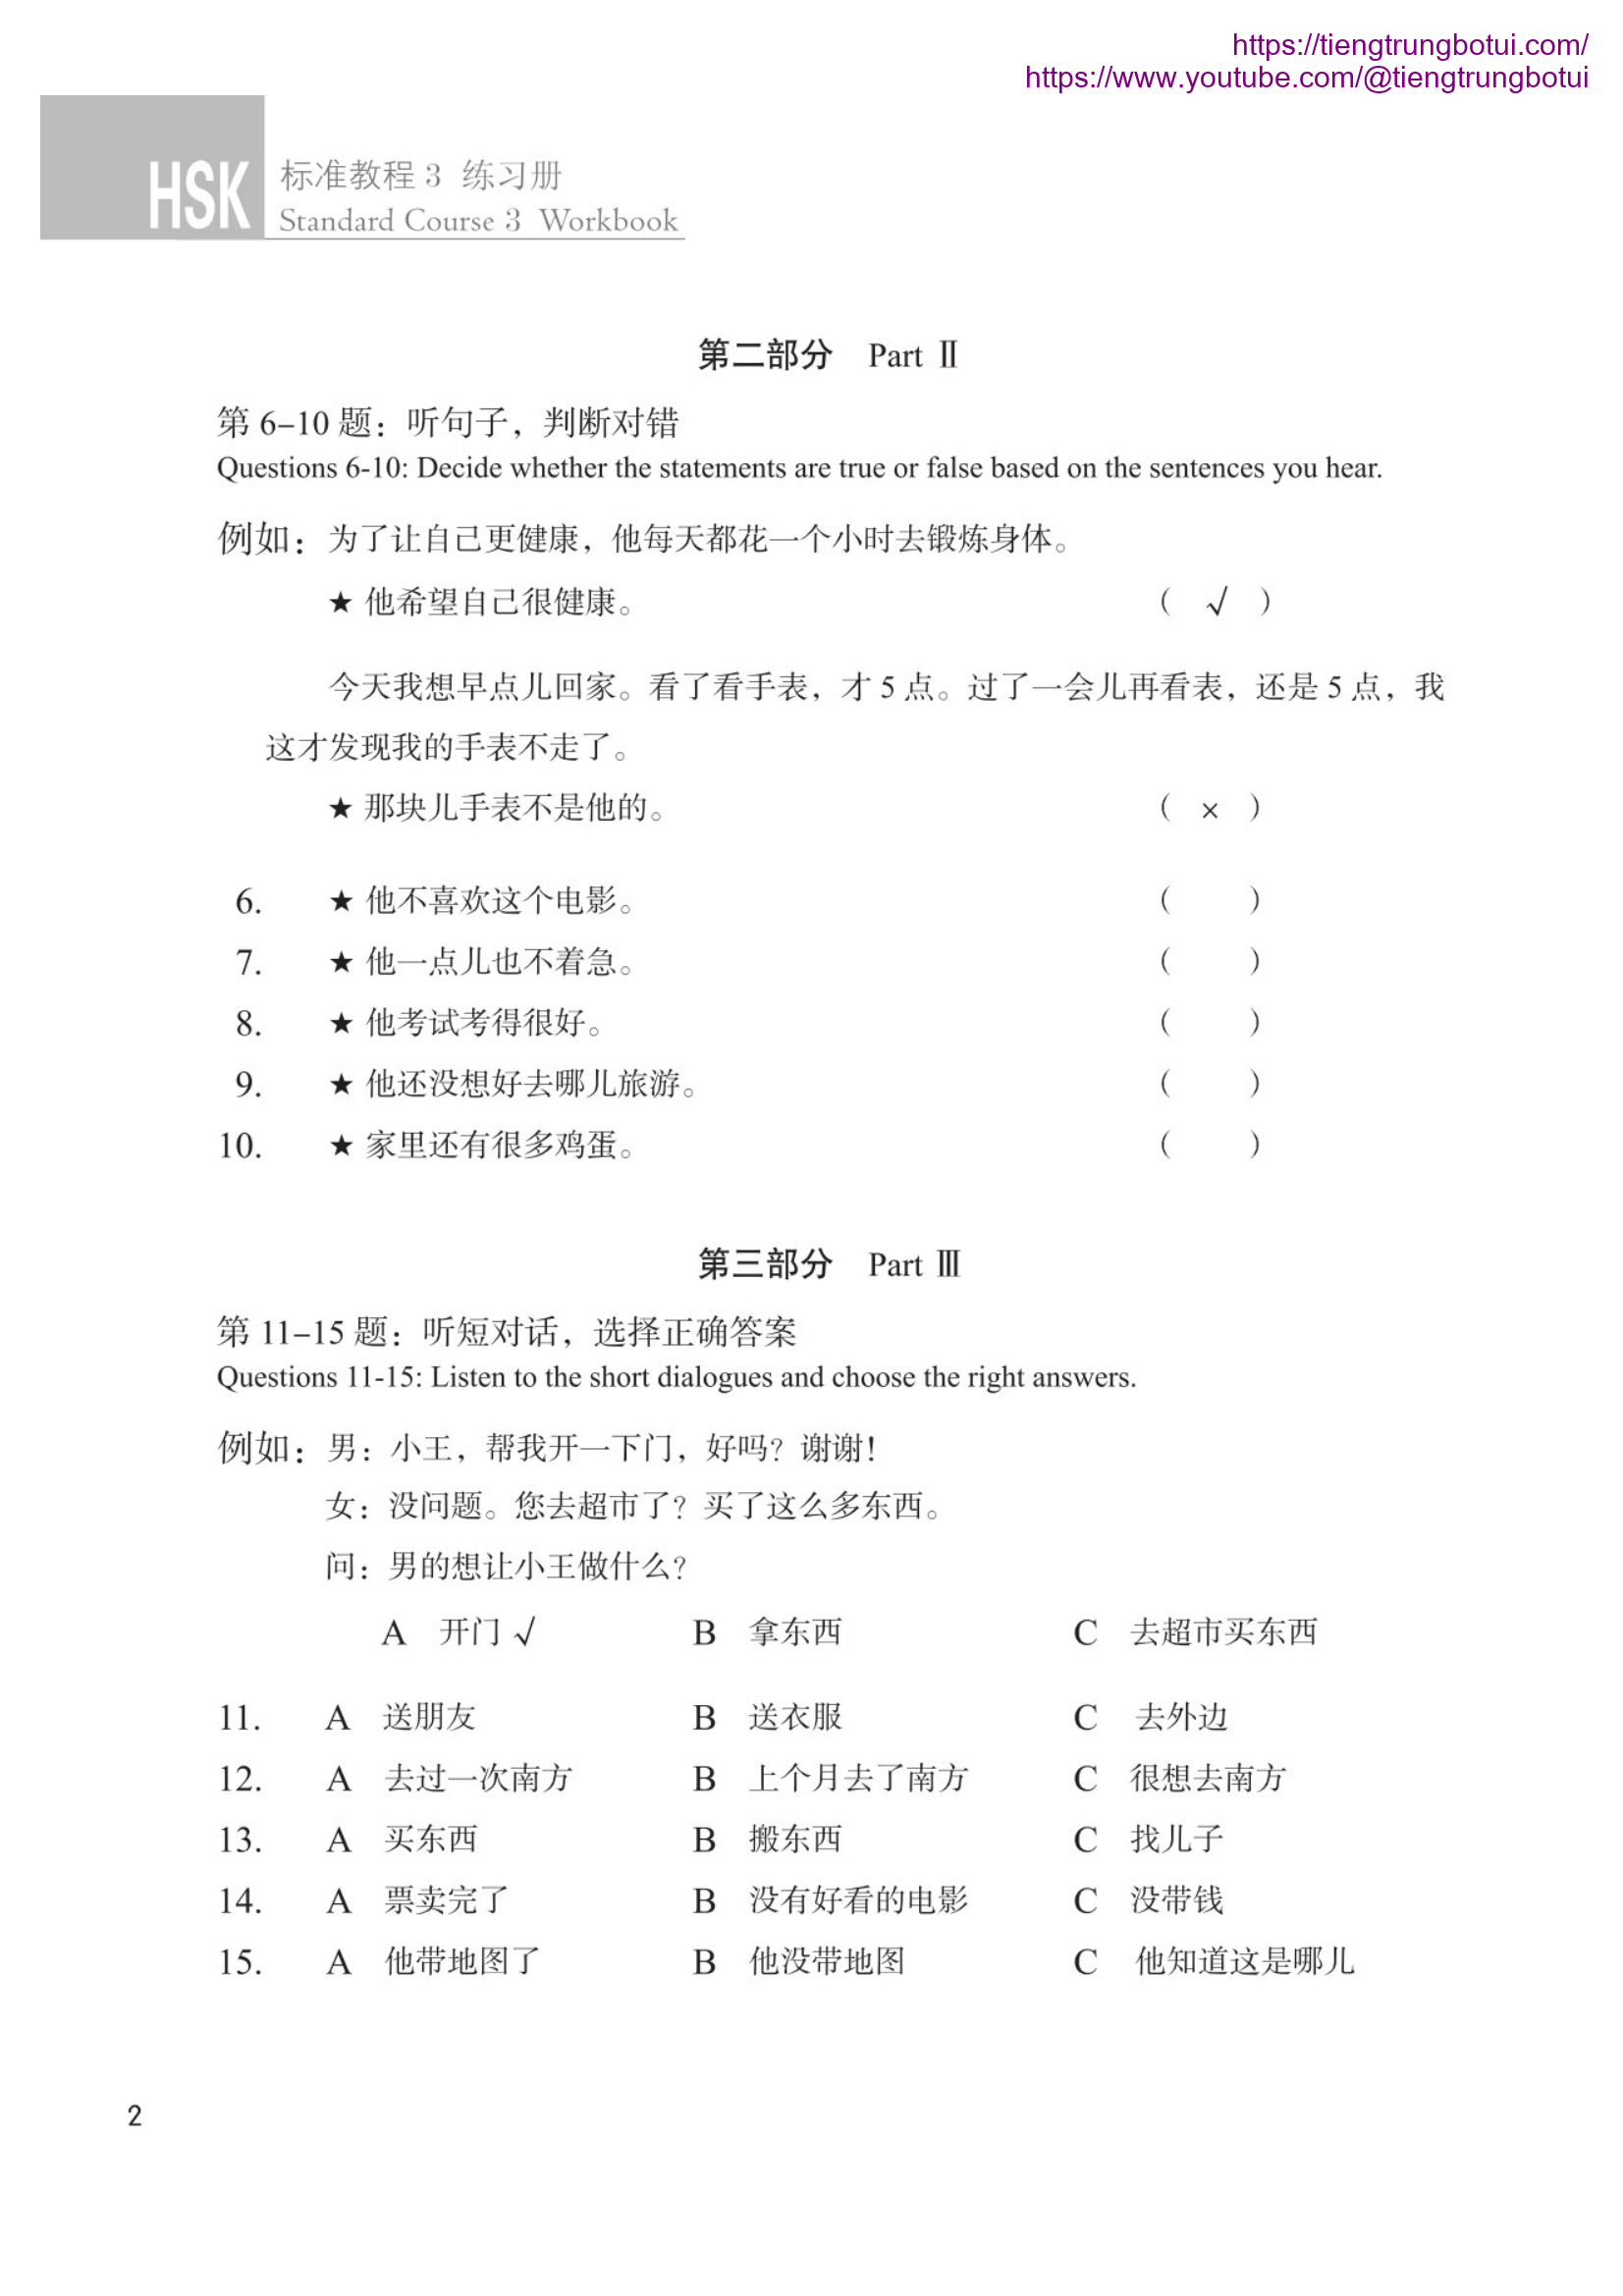 https://tiengtrungbotui.com/
https://www.youtube.com/@tiengtrungbotui
HSK 标准教程 3 练习册
Standard Course 3 Workbook
第二部分 Part Ⅱ
第 6–10 题：听句子，判断对错
Questions 6-10: Decide whether the statements are true or false based on the sentences you hear.
例如：为了让自己更健康，他每天都花一个小时去锻炼身体。
★ 他希望自己很健康。 （ √ ）
今天我想早点儿回家。看了看手表，才 5 点。过了一会儿再看表，还是 5 点，我
这才发现我的手表不走了。
★ 那块儿手表不是他的。 （ × ）
6. ★ 他不喜欢这个电影。 （ ）
7. ★ 他一点儿也不着急。 （ ）
8. ★ 他考试考得很好。 （ ）
9. ★ 他还没想好去哪儿旅游。 （ ）
10. ★ 家里还有很多鸡蛋。 （ ）
第三部分 Part Ⅲ
第 11–15 题：听短对话，选择正确答案
Questions 11-15: Listen to the short dialogues and choose the right answers.
例如：男：小王，帮我开一下门，好吗？谢谢！
女：没问题。您去超市了？买了这么多东西。
问：男的想让小王做什么？
A 开门 √ B 拿东西 C 去超市买东西
11. A 送朋友 B 送衣服 C 去外边
12. A 去过一次南方 B 上个月去了南方 C 很想去南方
13. A 买东西 B 搬东西 C 找儿子
14. A 票卖完了 B 没有好看的电影 C 没带钱
15. A 他带地图了 B 他没带地图 C 他知道这是哪儿
2